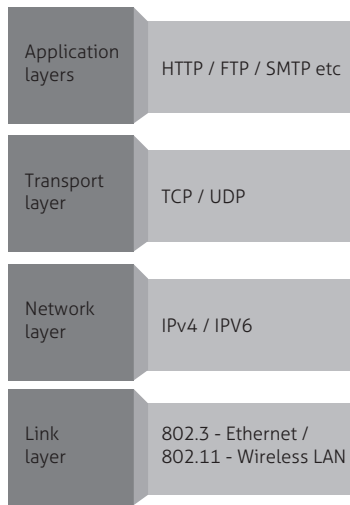 Application
layers
HTTP / FTP / SMTP etc
Transport
layer
TCP / UDP
Network
layer
IPv4 / IPV6
Link
layer
802.3 - Ethernet /
802.11 - Wireless LAN